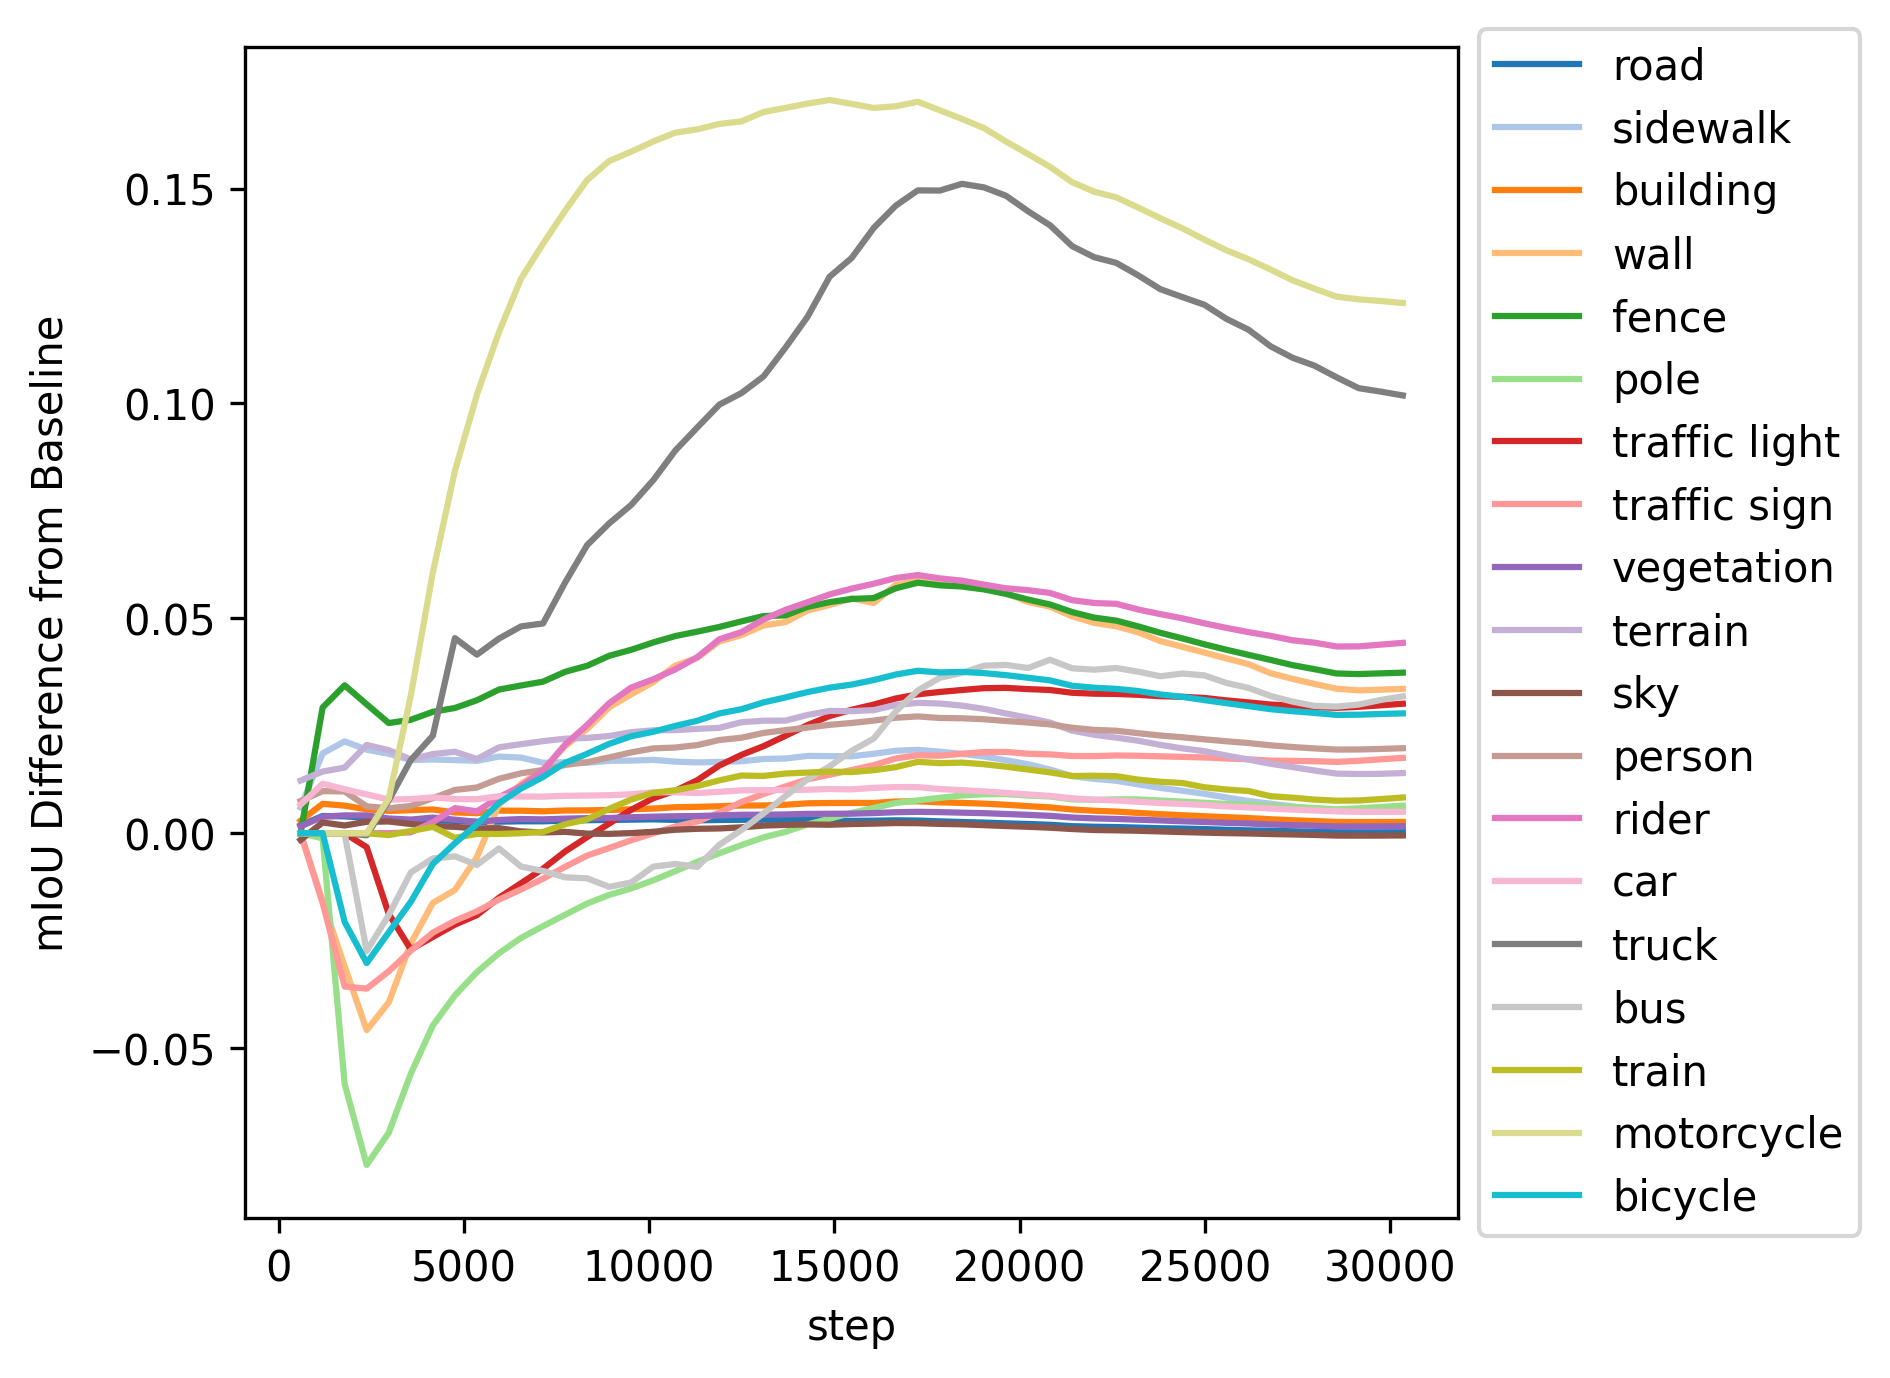 mIoU Difference from Baseline
0.15
0.10
0.05
0.00
−0.05
0 5000 10000 15000 20000 25000 30000
step
road
sidewalk
building
wall
fence
pole
traffic light
traffic sign
vegetation
terrain
sky
person
rider
car
truck
bus
train
motorcycle
bicycle